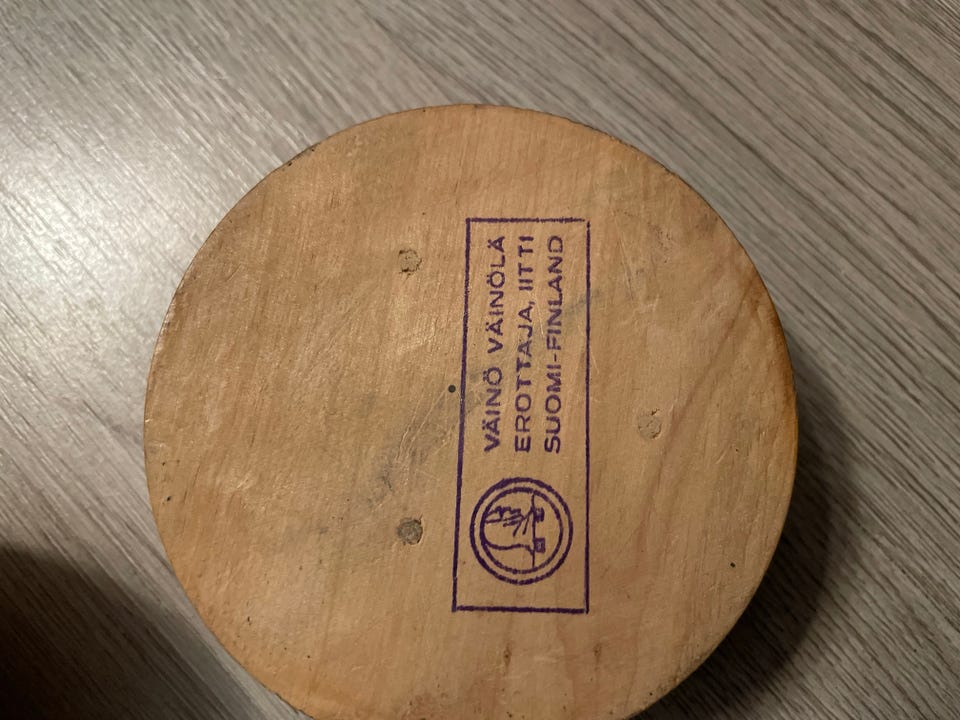 VÄINÖ VÄINÖLÄ
EROTTAJA, IITTI
SUOMI-FINLAND